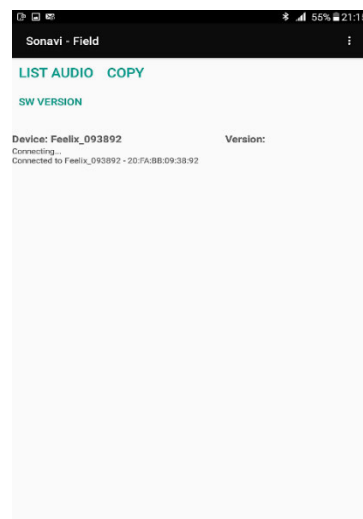 55% 21:15
Sonavi - Field
LIST AUDIO COPY
SW VERSION
Device: Feelix_093892 Version:
Connecting...
Connected to Feelix_093892 - 20:FA:BB:09:38:92